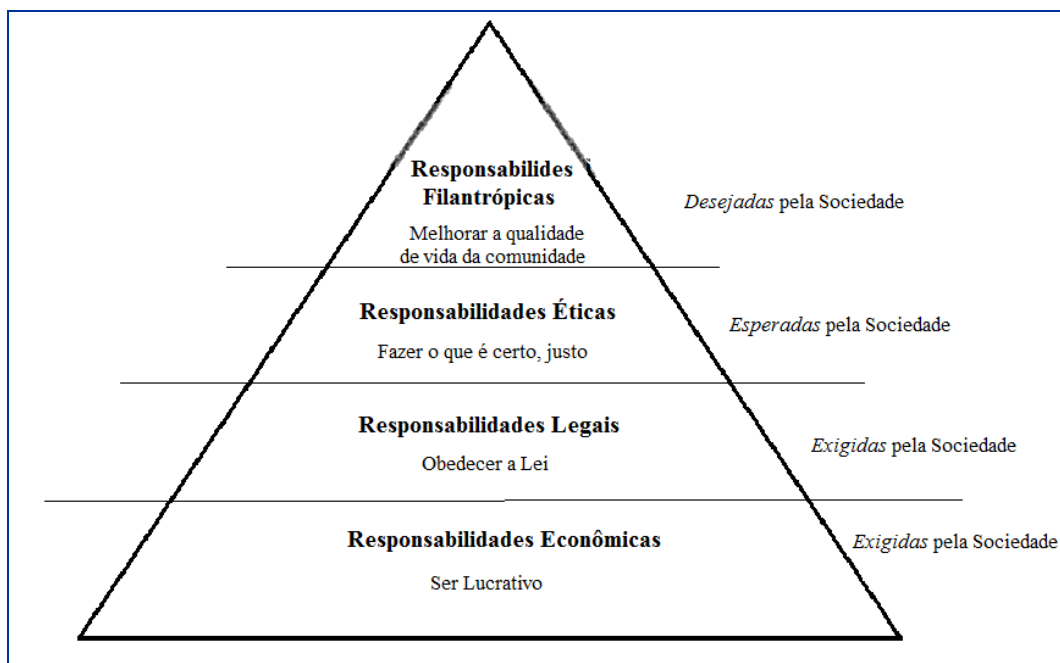 Responsabilides
Filantrópicas
Desejadas pela Sociedade
Melhorar a qualidade
de vida da comunidade
Responsabilidades Éticas
Esperadas pela Sociedade
Fazer o que é certo, justo
Responsabilidades Legais
Exigidas pela Sociedade
Obedecer a Lei
Responsabilidades Econômicas
Exigidas pela Sociedade
Ser Lucrativo